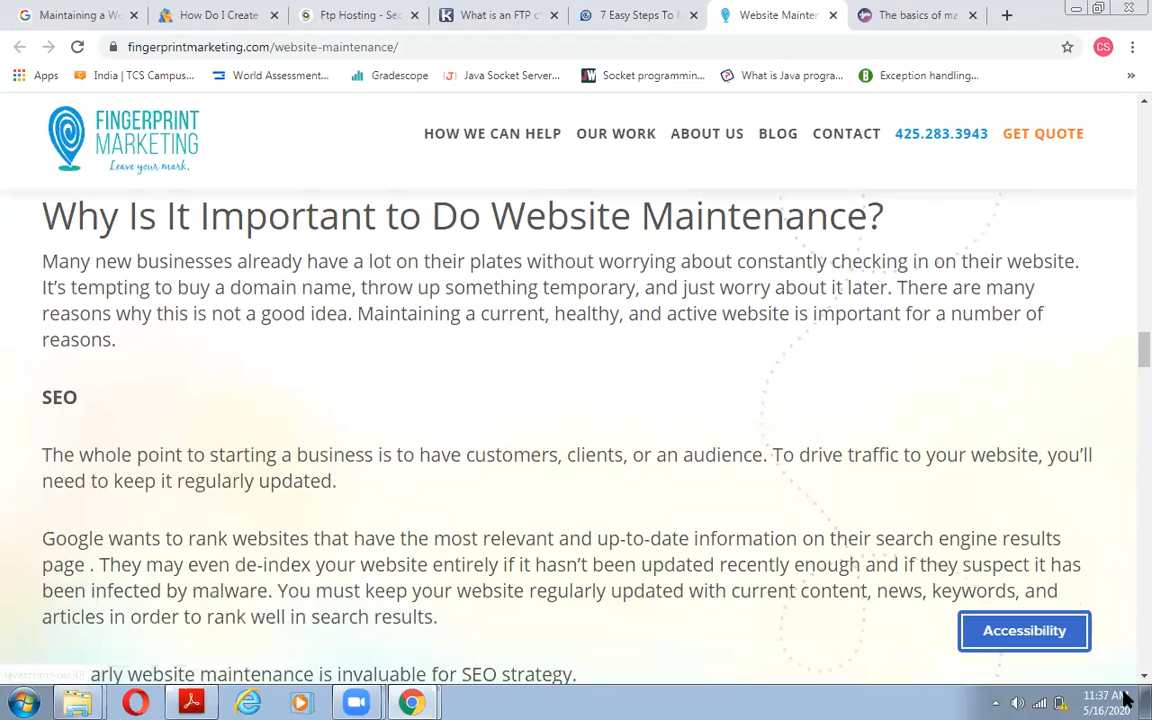 Maintaining a W
How Do I Create
Ftp Hosting - Sec
What is an FTP c
7 Easy Steps To
Website Mainter
The basics of ma
fingerprintmarketing.com/website-maintenance/
CS
Apps
India | TCS Campus...
World Assessment...
Gradescope
Java Socket Server...
Socket programmin...
What is Java progra...
Exception handling...
»
FINGERPRINT
MARKETING
Leave your mark.
HOW WE CAN HELP OUR WORK ABOUT US BLOG CONTACT 425.283.3943 GET QUOTE
Why Is It Important to Do Website Maintenance?
Many new businesses already have a lot on their plates without worrying about constantly checking in on their website.
It’s tempting to buy a domain name, throw up something temporary, and just worry about it later. There are many
reasons why this is not a good idea. Maintaining a current, healthy, and active website is important for a number of
reasons.
SEO
The whole point to starting a business is to have customers, clients, or an audience. To drive traffic to your website, you’ll
need to keep it regularly updated.
Google wants to rank websites that have the most relevant and up-to-date information on their search engine results
page . They may even de-index your website entirely if it hasn’t been updated recently enough and if they suspect it has
been infected by malware. You must keep your website regularly updated with current content, news, keywords, and
articles in order to rank well in search results.
Accessibility
arly website maintenance is invaluable for SEO strategy.
11:37 AM
5/16/2020